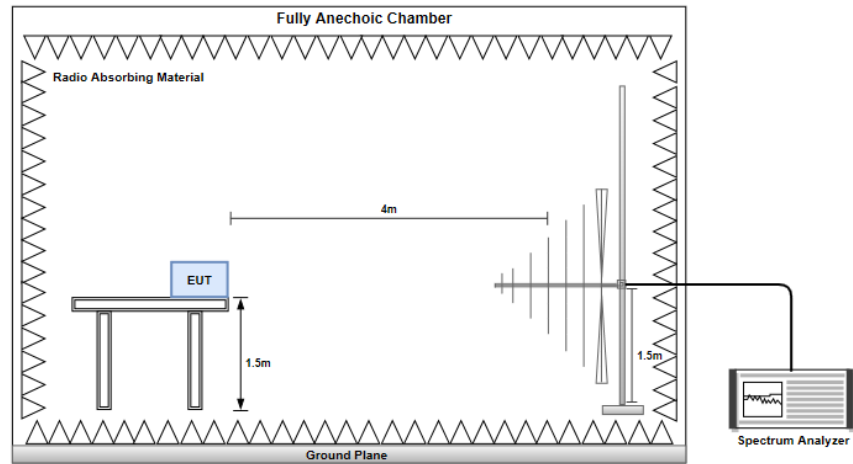 Fully Anechoic Chamber
Radio Absorbing Material
4m
EUT
1.5m
1.5m
Spectrum Analyzer
Ground Plane